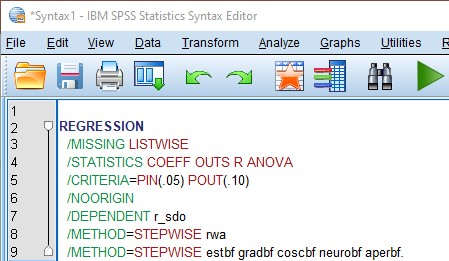 *Syntax1 - IBM SPSS Statistics Syntax Editor
File Edit View Data Transform Analyze Graphs Utilities R
1
2 REGRESSION
3 /MISSING LISTWISE
4 /STATISTICS COEFF OUTS R ANOVA
5 /CRITERIA=PIN(.05) POUT(.10)
6 /NOORIGIN
7 /DEPENDENT r_sdo
8 /METHOD=STEPWISE rwa
9 /METHOD=STEPWISE estbf gradbf coscbf neurobf aperbf.